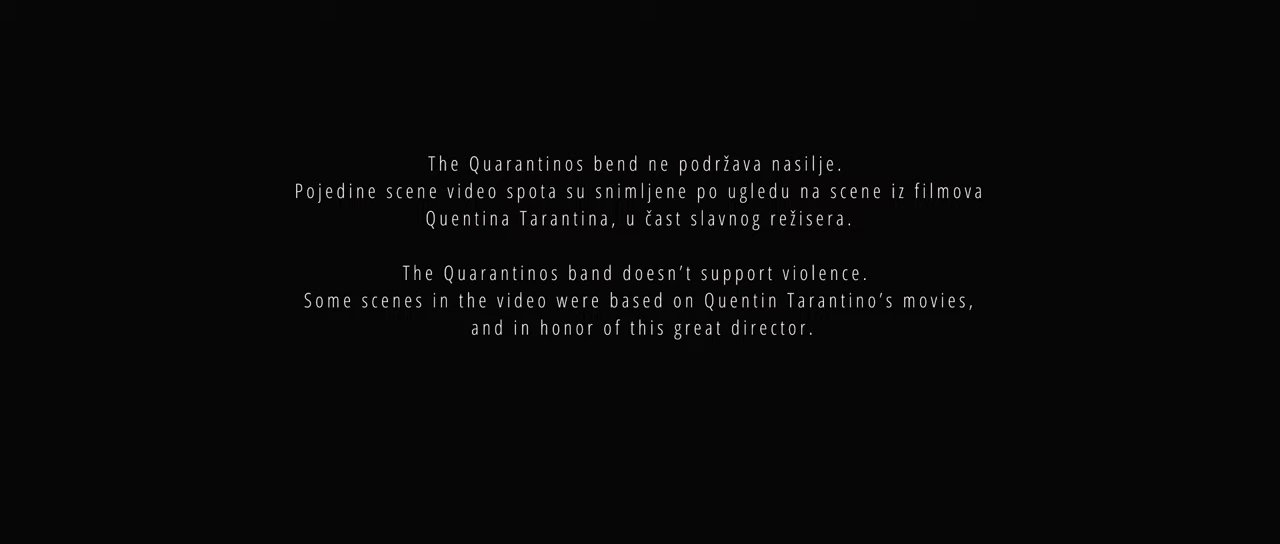 The Quarantinos bend ne podržava nasilje.
Pojedine scene video spota su snimljene po ugledu na scene iz filmova
Quentina Tarantina, u čast slavnog režisera.
The Quarantinos band doesn’t support violence.
Some scenes in the video were based on Quentin Tarantino’s movies,
and in honor of this great director.